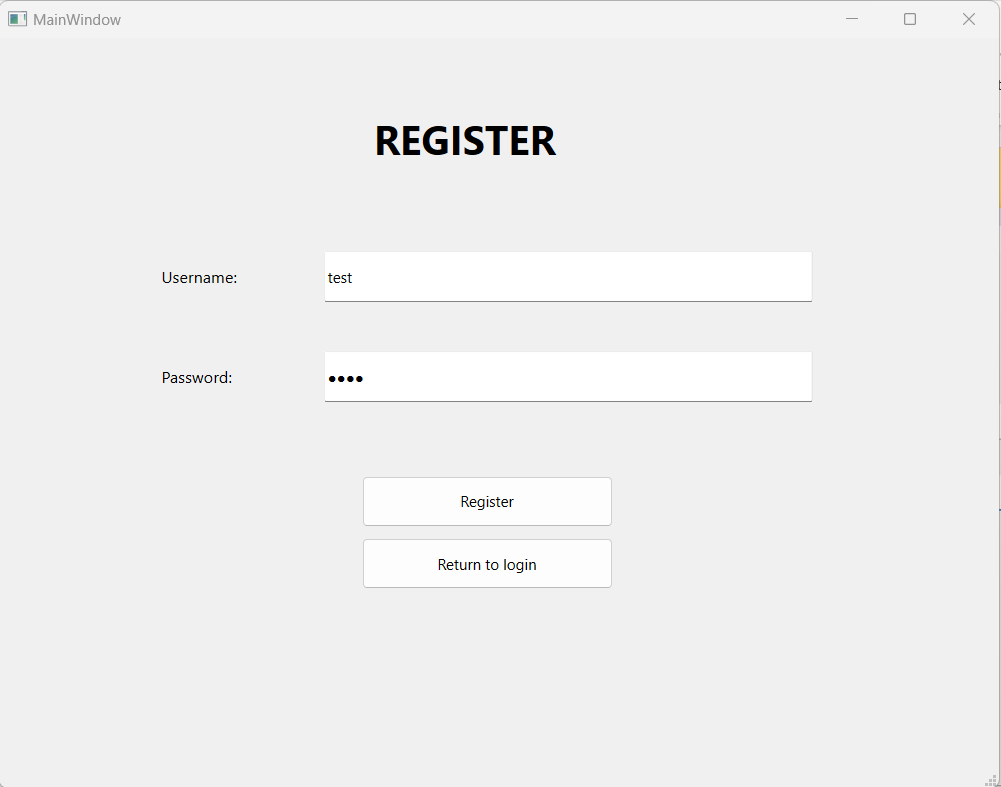 MainWindow
REGISTER
Username: test
Password: ••••
Register
Return to login